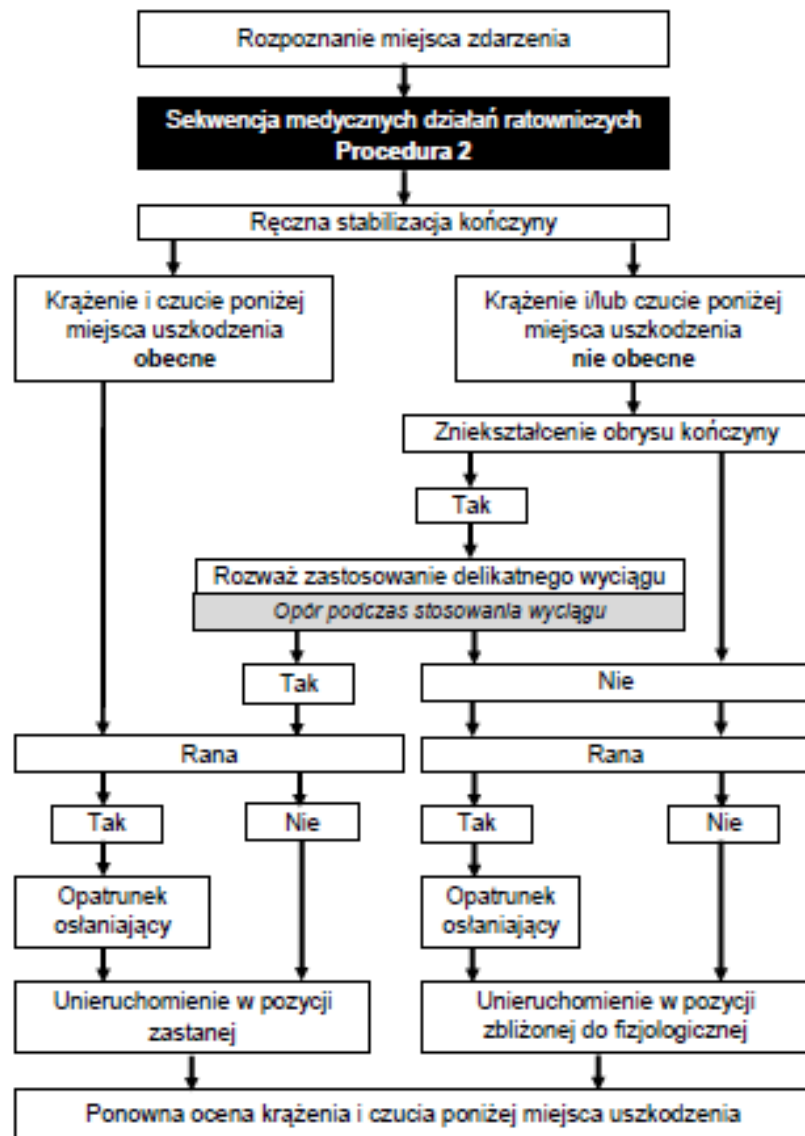 Rozpoznanie miejsca zdarzenia
Sekwencja medycznych działań ratowniczych
Procedura 2
Ręczna stabilizacja kończyny
Krążenie i czucie poniżej
miejsca uszkodzenia
obecne
Krążenie i/lub czucie poniżej
miejsca uszkodzenia
nie obecne
Zniekształcenie obrysu kończyny
Tak
Rozważ zastosowanie delikatnego wyciągu
Opór podczas stosowania wyciągu
Tak
Nie
Rana
Rana
Tak
Nie
Tak
Nie
Opatrunek
osłaniający
Opatrunek
osłaniający
Unieruchomienie w pozycji
zastanej
Unieruchomienie w pozycji
zbliżonej do fizjologicznej
Ponowna ocena krążenia i czucia poniżej miejsca uszkodzenia